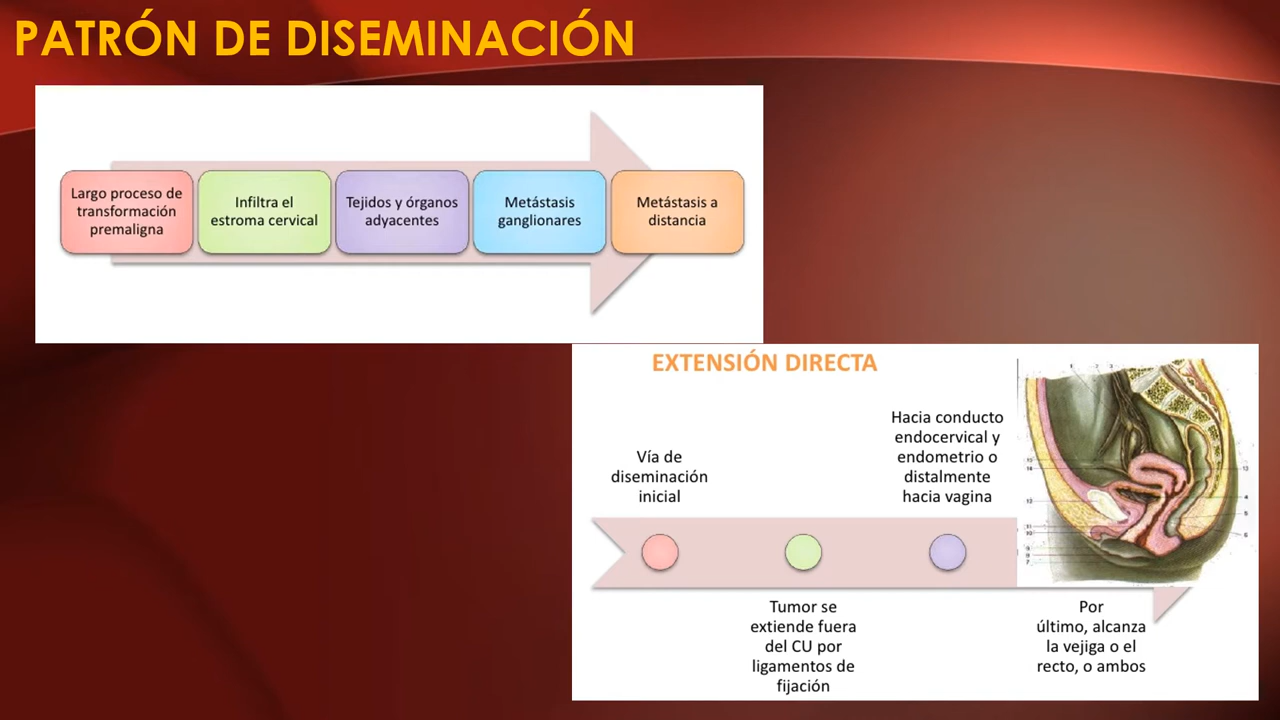 PATRÓN DE DISEMINACIÓN
Largo proceso de
transformación
premaligna
Infiltra el
estroma cervical
Tejidos y órganos
adyacentes
Metástasis
ganglionares
Metástasis a
distancia
EXTENSIÓN DIRECTA
Vía de
diseminación
inicial
Tumor se
extiende fuera
del CU por
ligamentos de
fijación
Hacia conducto
endocervical y
endometrio o
distalmente
hacia vagina
Por
último, alcanza
la vejiga o el
recto, o ambos